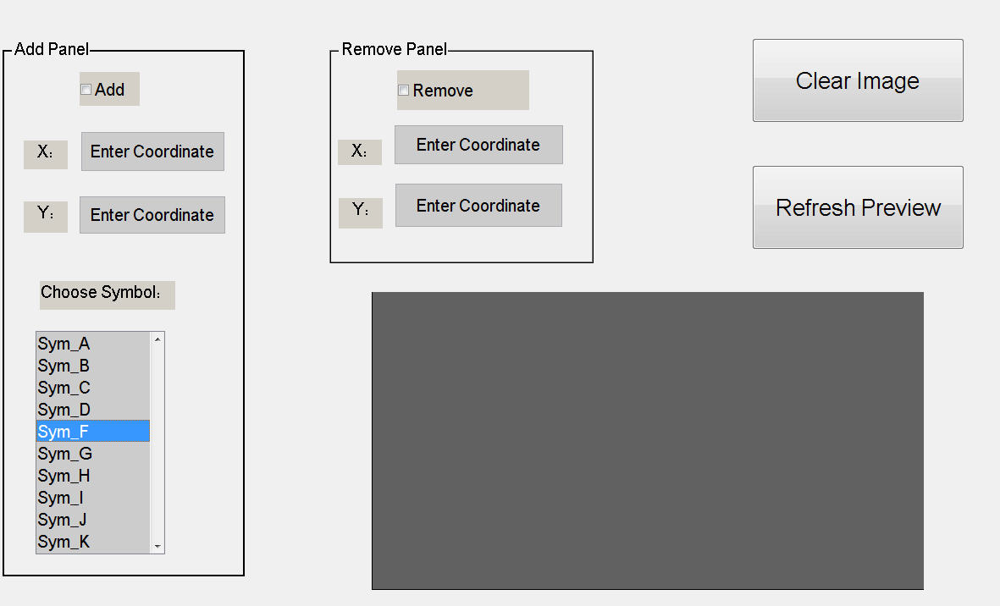 Add Panel
Add
X:
Enter Coordinate
Y:
Enter Coordinate
Choose Symbol:
Sym_A
Sym_B
Sym_C
Sym_D
Sym_F
Sym_G
Sym_H
Sym_I
Sym_J
Sym_K
Remove Panel
Remove
X:
Enter Coordinate
Y:
Enter Coordinate
Clear Image
Refresh Preview